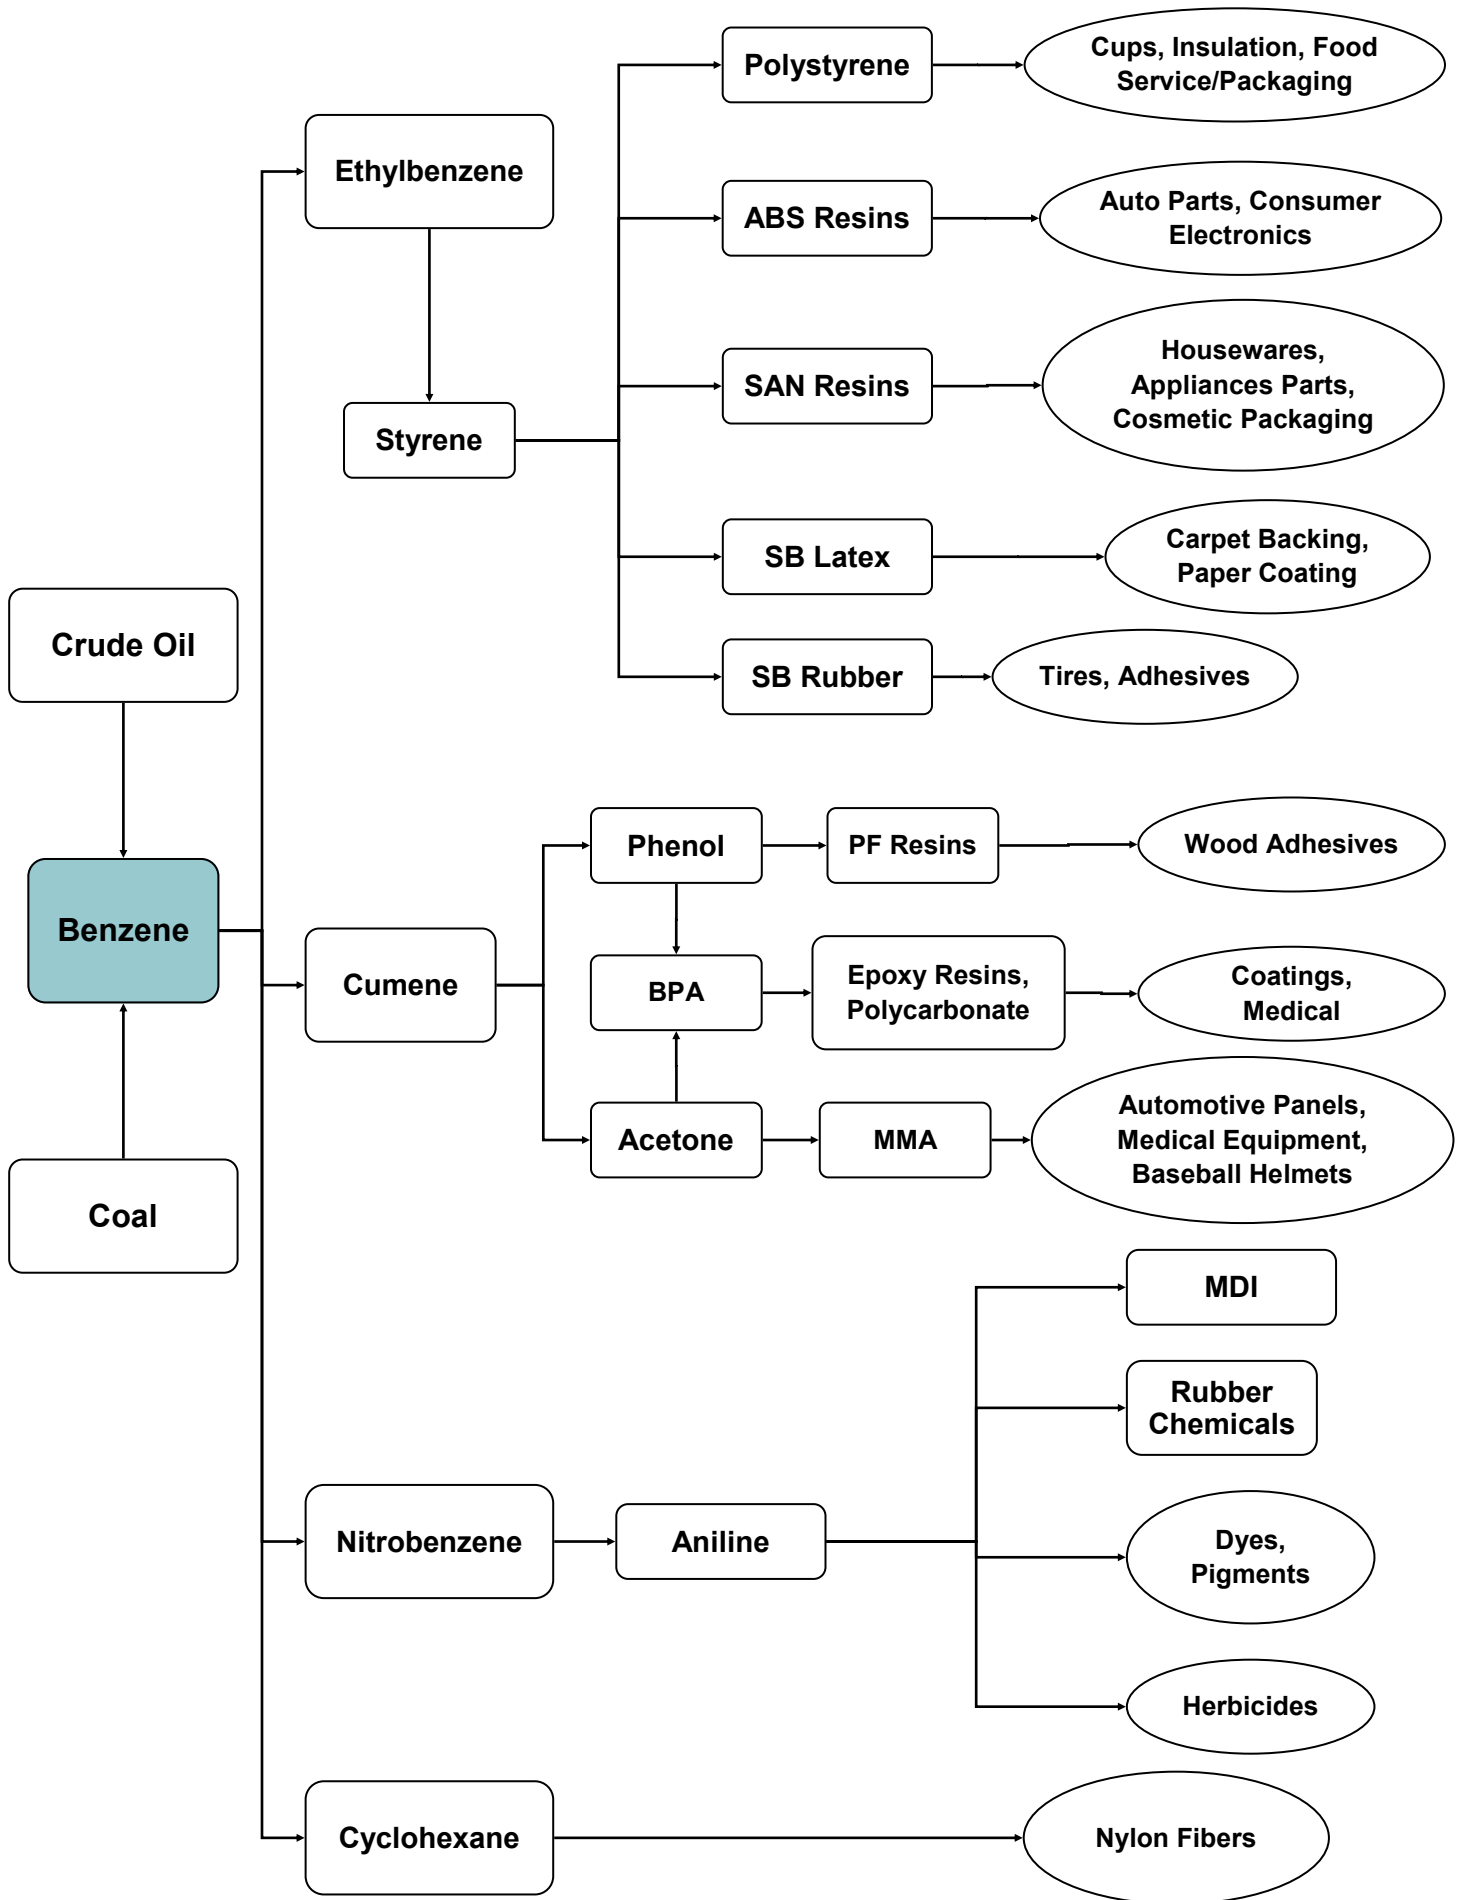 Polystyrene
Cups, Insulation, Food
Service/Packaging
Ethylbenzene
ABS Resins
Auto Parts, Consumer
Electronics
SAN Resins
Housewares,
Appliances Parts,
Cosmetic Packaging
Styrene
SB Latex
Carpet Backing,
Paper Coating
Crude Oil
SB Rubber
Tires, Adhesives
Phenol
PF Resins
Wood Adhesives
Benzene
Cumene
BPA
Epoxy Resins,
Polycarbonate
Coatings,
Medical
Acetone
MMA
Automotive Panels,
Medical Equipment,
Baseball Helmets
Coal
MDI
Rubber
Chemicals
Nitrobenzene
Aniline
Dyes,
Pigments
Herbicides
Cyclohexane
Nylon Fibers